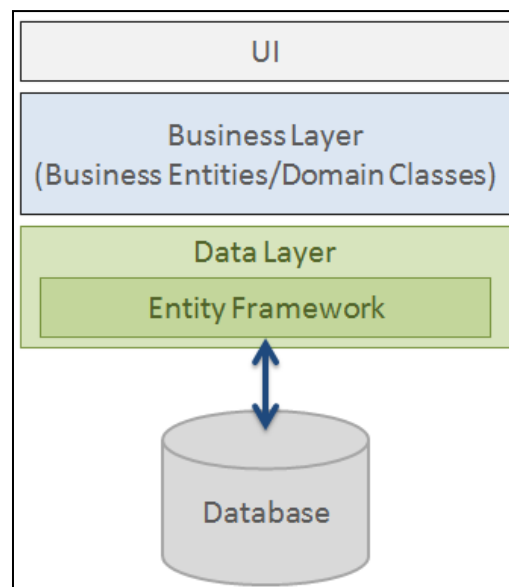 UI
Business Layer
(Business Entities/Domain Classes)
Data Layer
Entity Framework
Database